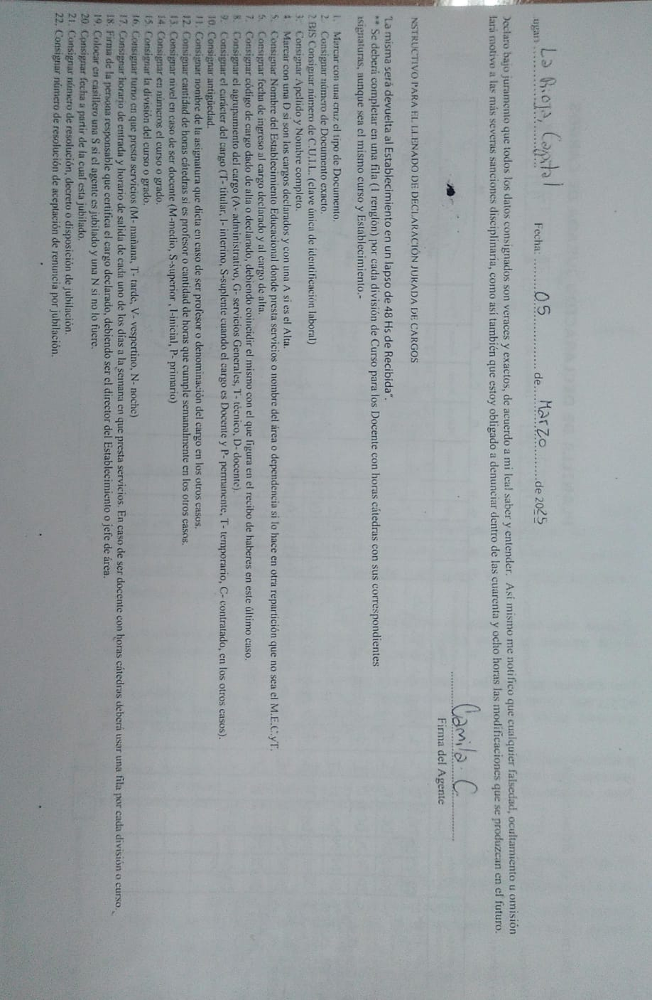 ugar: La Rioja, Capital Fecha: 05 de Marzo de 2025
Declaro bajo juramento que todos los datos consignados son veraces y exactos, de acuerdo a mi leal saber y entender. Así mismo me notifico que cualquier falsedad, ocultamiento u omisión
dará motivo a las más severas sanciones disciplinaria, como así también que estoy obligado a denunciar dentro de las cuarenta y ocho horas las modificaciones que se produzcan en el futuro.
Camila. C
Firma del Agente
NSTRUCTIVO PARA EL LLENADO DE DECLARACIÓN JURADA DE CARGOS
"La misma será devuelta al Establecimiento en un lapso de 48 Hs de Recibida".
** Se deberá completar en una fila (1 renglón) por cada división de Curso para los Docente con horas cátedras con sus correspondientes
asignaturas, aunque sea el mismo curso y Establecimiento.-
1. Marcar con una cruz el tipo de Documento.
2. Consignar número de Documento exacto.
2 BIS Consignar número de C.U.I.L. (clave única de identificación laboral)
3. Consignar Apellido y Nombre completo.
4. Marcar con una D si son los cargos declarados y con una A si es el Alta.
5. Consignar Nombre del Establecimiento Educacional donde presta servicios o nombre del área o dependencia si lo hace en otra repartición que no sea el M.E.C.yT.
6. Consignar fecha de ingreso al cargo declarado y al cargo de alta.
7. Consignar código de cargo dado de alta o declarado, debiendo coincidir el mismo con el que figura en el recibo de haberes en este último caso.
8. Consignar el agrupamiento del cargo (A- administrativo, G- servicios Generales, T- técnico, D- docente).
9. Consignar el carácter del cargo (T- titular, I- interino, S-suplente cuando el cargo es Docente y P- permanente, T- temporario, C- contratado, en los otros casos).
10. Consignar antigüedad.
11. Consignar nombre de la asignatura que dicta en caso de ser profesor o denominación del cargo en los otros casos.
12. Consignar cantidad de horas cátedras si es profesor o cantidad de horas que cumple semanalmente en los otros casos.
13. Consignar nivel en caso de ser docente (M-medio, S-superior , I-inicial, P- primario)
14. Consignar en números el curso o grado.
15. Consignar la división del curso o grado.
16. Consignar turno en que presta servicios (M- mañana, T- tarde, V- vespertino, N- noche)
17. Consignar horario de entrada y horario de salida de cada uno de los días a la semana en que presta servicios. En caso de ser docente con horas cátedras deberá usar una fila por cada división o curso.
18. Firma de la persona responsable que certifica el cargo declarado, debiendo ser el director del Establecimiento o jefe de área.
19. Colocar en casillero una S si el agente es jubilado y una N si no lo fuere.
20. Consignar fecha a partir de la cual esta jubilado.
21. Consignar número de resolución, decreto o disposición de jubilación.
22. Consignar número de resolución de aceptación de renuncia por jubilación.